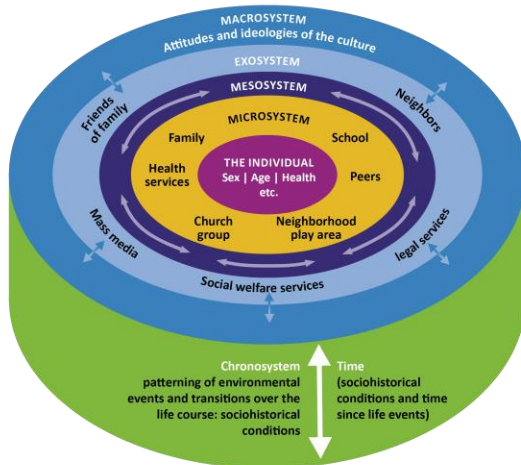 MACROSYSTEM
Attitudes and ideologies of the culture
EXOSYSTEM
MESOSYSTEM
MICROSYSTEM
Friends
of family
Neighbors
Family
School
THE INDIVIDUAL
Sex | Age | Health
etc.
Health
services
Peers
Church
group
Neighborhood
play area
Mass media
legal services
Social welfare services
Chronosystem
patterning of environmental
events and transitions over the
life course: sociohistorical
conditions
Time
(sociohistorical
conditions and time
since life events)